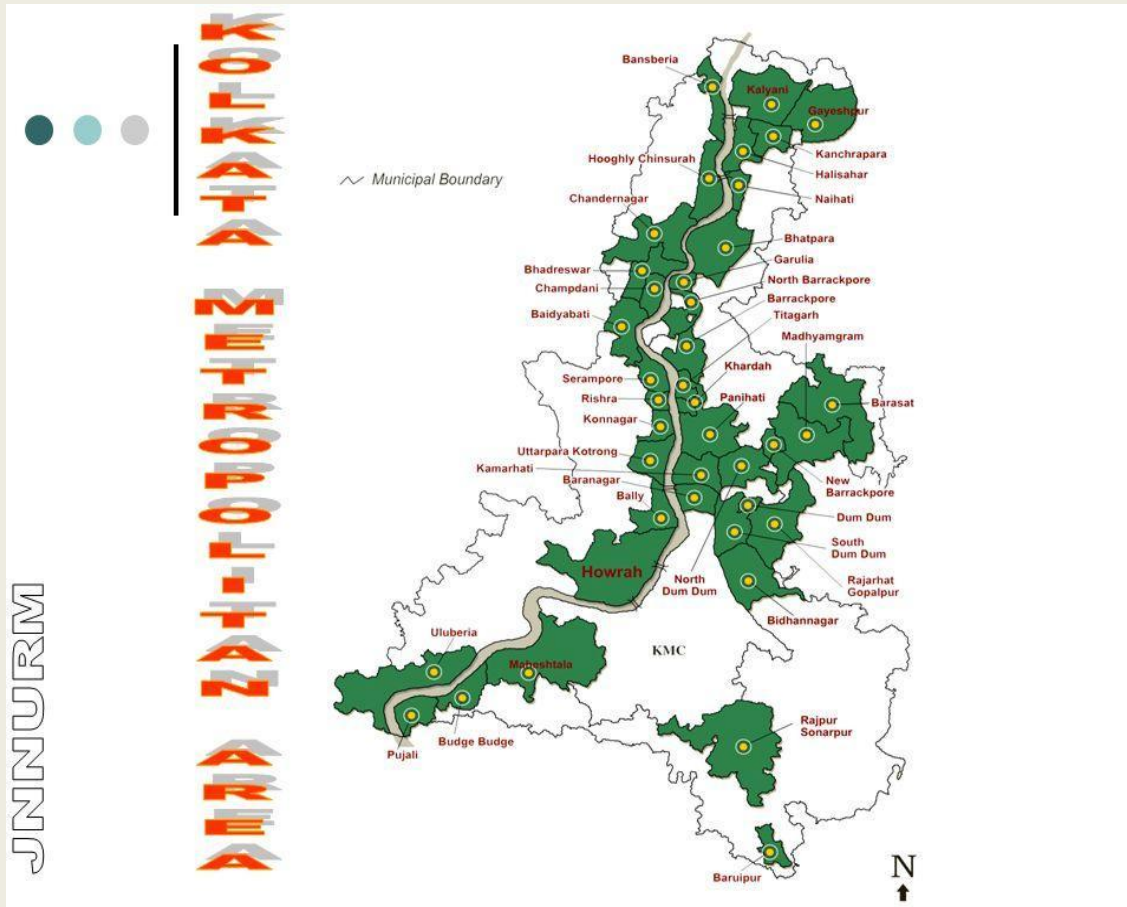 KOLKATA METROPOLITAN AREA
JNNURM
Municipal Boundary
Bansberia
Kalyani
Gayeshpur
Kanchrapara
Hooghly Chinsurah
Halisahar
Naihati
Chandernagar
Bhatpara
Garulia
Bhadreswar
North Barrackpore
Champdani
Barrackpore
Baidyabati
Titagarh
Madhyamgram
Khardah
Serampore
Panihati
Barasat
Rishra
Konnagar
Uttarpara Kotrong
Kamarhati
Baranagar
New
Barrackpore
Bally
Dum Dum
South
Dum Dum
Howrah
North
Dum Dum
Rajarhat
Gopalpur
Bidhannagar
Uluberia
KMC
Maheshtala
Rajpur
Sonarpur
Budge Budge
Pujali
Baruipur
N